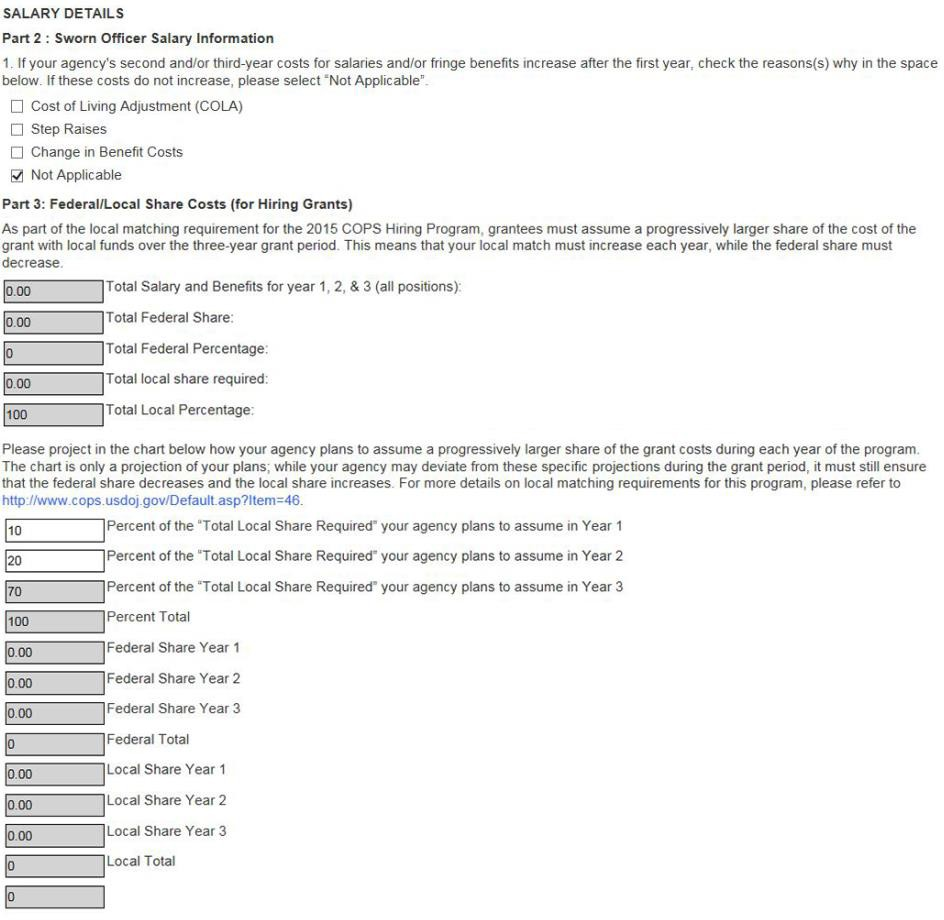 SALARY DETAILS
Part 2 : Sworn Officer Salary Information
1. If your agency's second and/or third-year costs for salaries and/or fringe benefits increase after the first year, check the reasons(s) why in the space
below. If these costs do not increase, please select “Not Applicable”.
Cost of Living Adjustment (COLA)
Step Raises
Change in Benefit Costs
Not Applicable
Part 3: Federal/Local Share Costs (for Hiring Grants)
As part of the local matching requirement for the 2015 COPS Hiring Program, grantees must assume a progressively larger share of the cost of the
grant with local funds over the three-year grant period. This means that your local match must increase each year, while the federal share must
decrease.
0.00 Total Salary and Benefits for year 1, 2, & 3 (all positions):
0.00 Total Federal Share:
0 Total Federal Percentage:
0.00 Total local share required:
100 Total Local Percentage:
Please project in the chart below how your agency plans to assume a progressively larger share of the grant costs during each year of the program.
The chart is only a projection of your plans; while your agency may deviate from these specific projections during the grant period, it must still ensure
that the federal share decreases and the local share increases. For more details on local matching requirements for this program, please refer to
http://www.cops.usdoj.gov/Default.asp?Item=46.
10 Percent of the “Total Local Share Required” your agency plans to assume in Year 1
20 Percent of the “Total Local Share Required” your agency plans to assume in Year 2
70 Percent of the “Total Local Share Required” your agency plans to assume in Year 3
100 Percent Total
0.00 Federal Share Year 1
0.00 Federal Share Year 2
0.00 Federal Share Year 3
0 Federal Total
0.00 Local Share Year 1
0.00 Local Share Year 2
0.00 Local Share Year 3
0 Local Total
0